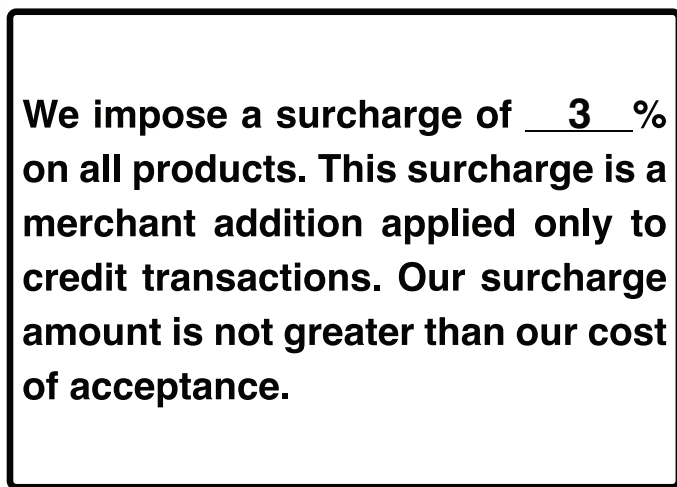 We impose a surcharge of __3__%
on all products. This surcharge is a
merchant addition applied only to
credit transactions. Our surcharge
amount is not greater than our cost
of acceptance.